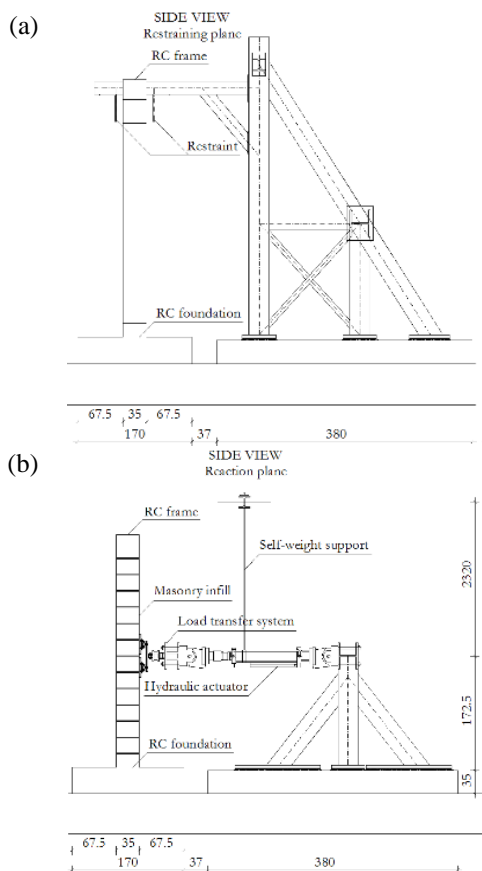 (a)
SIDE VIEW
Restraining plane
RC frame
Restraint
RC foundation
67.5 35 67.5
170 37 380
(b)
SIDE VIEW
Reaction plane
RC frame
Self-weight support
2320
Masonry infill
Load transfer system
Hydraulic actuator
172.5
RC foundation
35
67.5 35 67.5
170 37 380